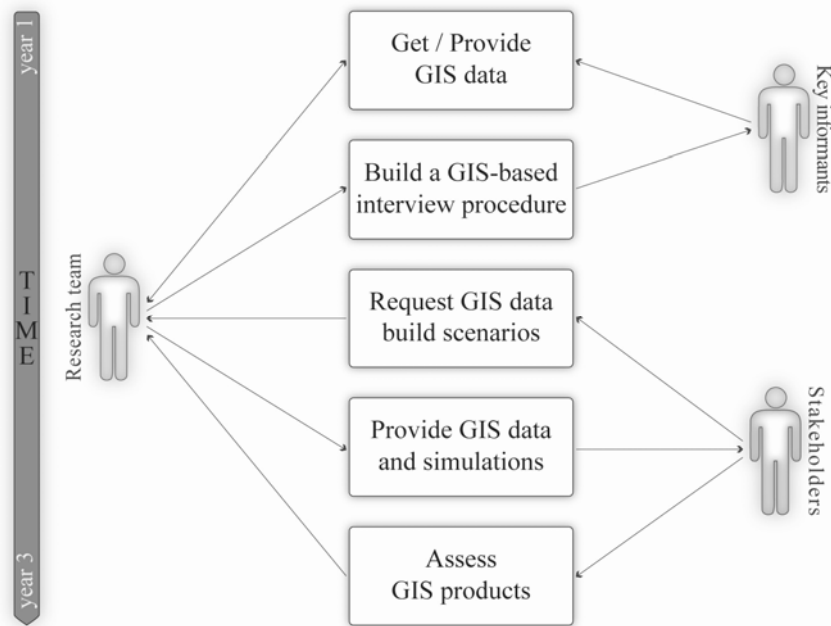 year 1
TIME
year 3
Research team
Get / Provide
GIS data
Build a GIS-based
interview procedure
Request GIS data
build scenarios
Provide GIS data
and simulations
Assess
GIS products
Key informants
Stakeholders